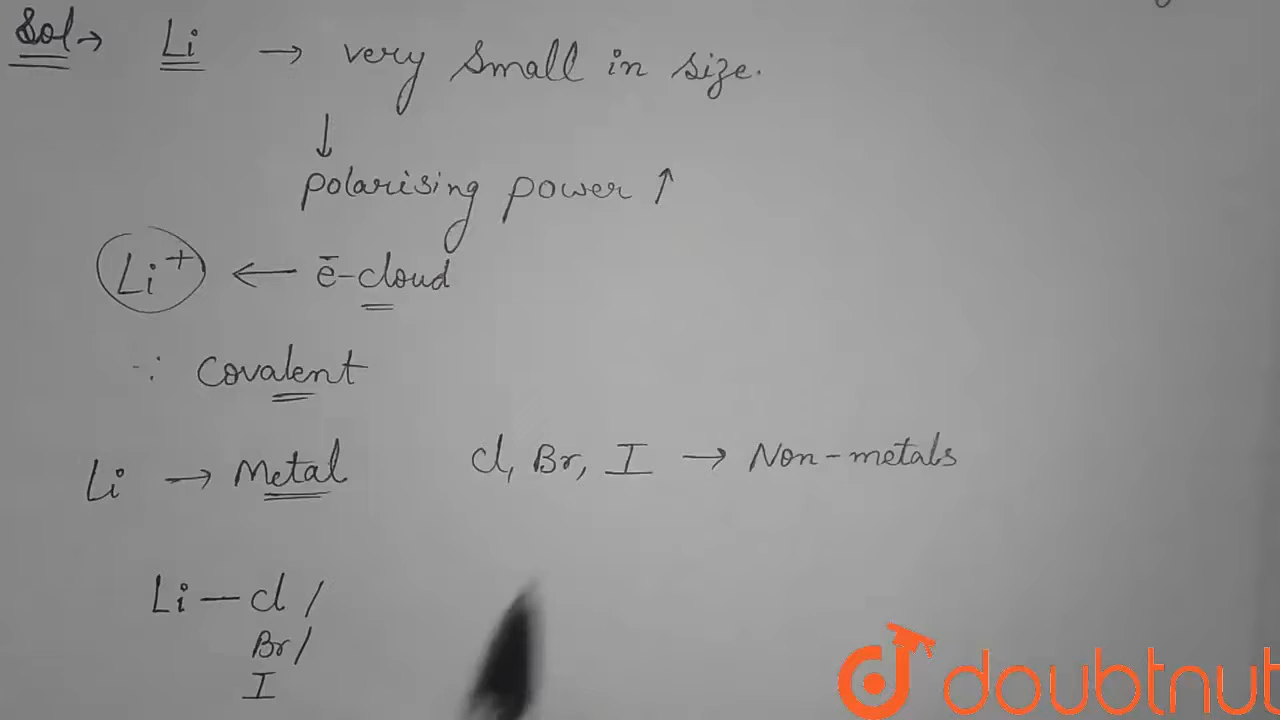 Sol → Li → very small in size.
↓
polarising power ↑
Li⁺ ← ē-cloud
∵ Covalent
Li → Metal
Cl, Br, I → Non-metals
Li — Cl /
Br /
I
doubtnut